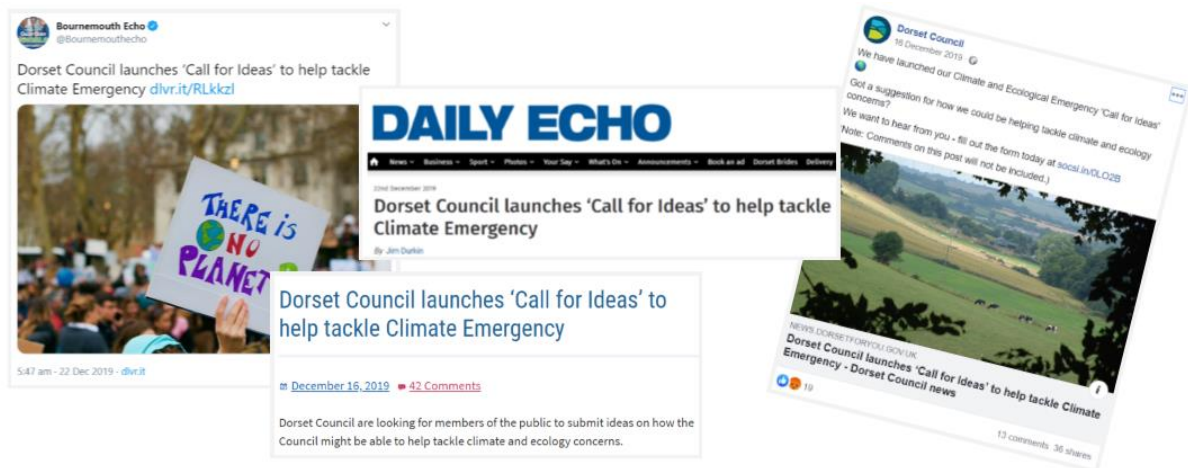 Bournemouth Echo
@Bournemouthecho
Dorset Council launches ‘Call for Ideas’ to help tackle
Climate Emergency dlvr.it/RLkkzl
THERE is
NO
PLANET
5:47 am - 22 Dec 2019 - dlvr.it
DAILY ECHO
News Business Sport Photos Your Say What's On Announcements Book an ad Dorset Brides Delivery
22nd December 2019
Dorset Council launches ‘Call for Ideas’ to help tackle
Climate Emergency
By Jim Durkin
Dorset Council launches ‘Call for Ideas’ to
help tackle Climate Emergency
December 16, 2019 42 Comments
Dorset Council are looking for members of the public to submit ideas on how the
Council might be able to help tackle climate and ecology concerns.
Dorset Council
16 December 2019
We have launched our Climate and Ecological Emergency 'Call for Ideas'
Got a suggestion for how we could be helping tackle climate and ecology
concerns?
We want to hear from you - fill out the form today at socsi.in/0LO2B
(Note: Comments on this post will not be included.)
NEWS.DORSETFORYOU.GOV.UK
Dorset Council launches ‘Call for Ideas’ to help tackle Climate
Emergency - Dorset Council news
19
13 comments 36 shares